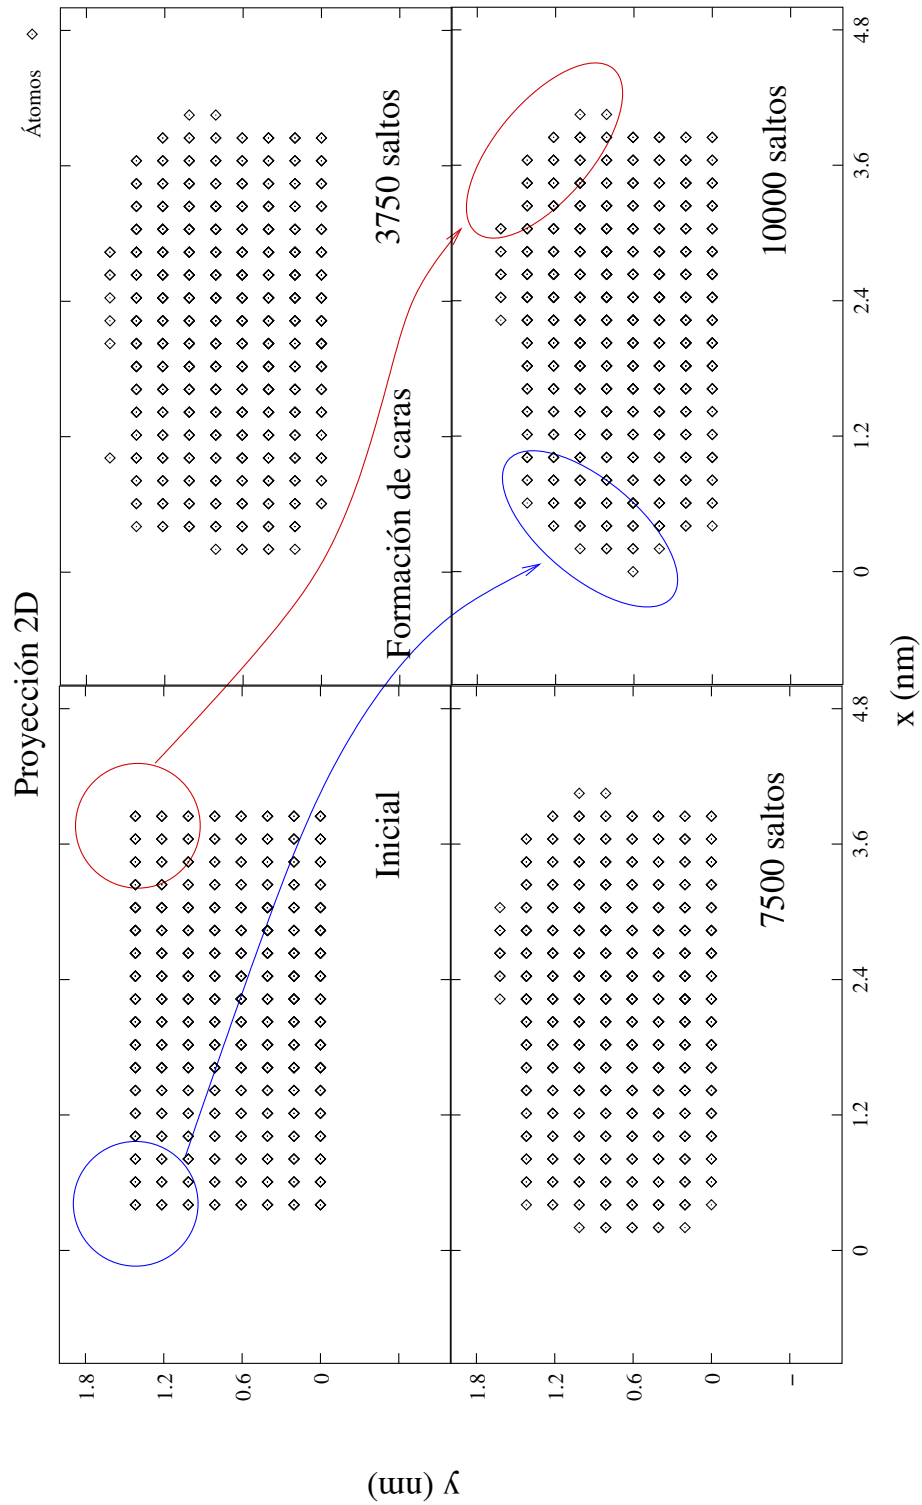 Proyección 2D
Átomos
1.8
1.2
0.6
0
Inicial
3750 saltos
Formación de caras
1.8
1.2
0.6
0
−
7500 saltos
10000 saltos
0
1.2
2.4
3.6
4.8
0
1.2
2.4
3.6
4.8
y (nm)
x (nm)